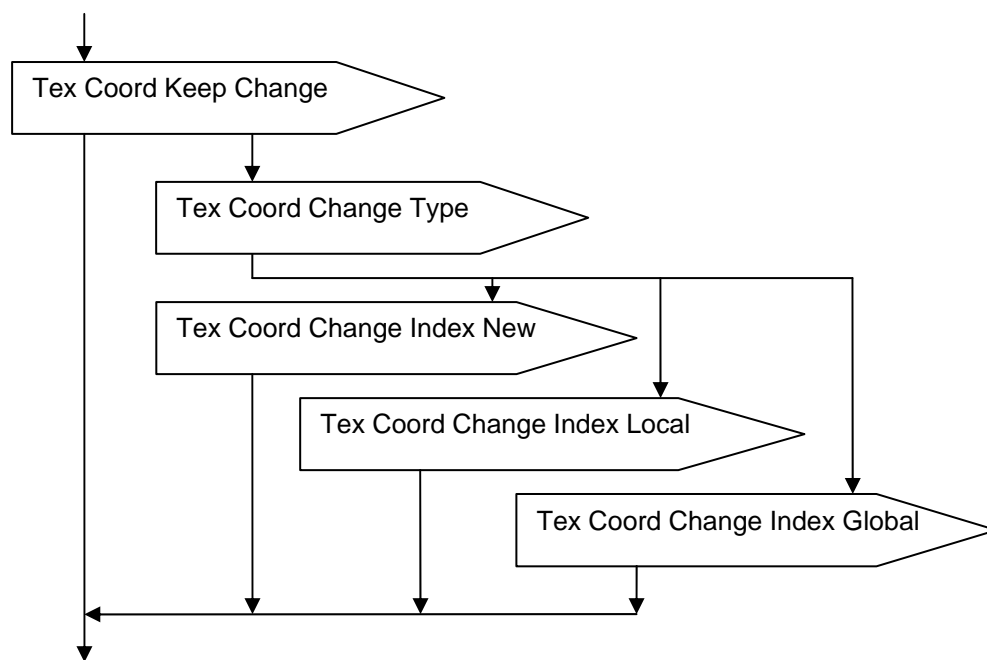 Tex Coord Keep Change
Tex Coord Change Type
Tex Coord Change Index New
Tex Coord Change Index Local
Tex Coord Change Index Global